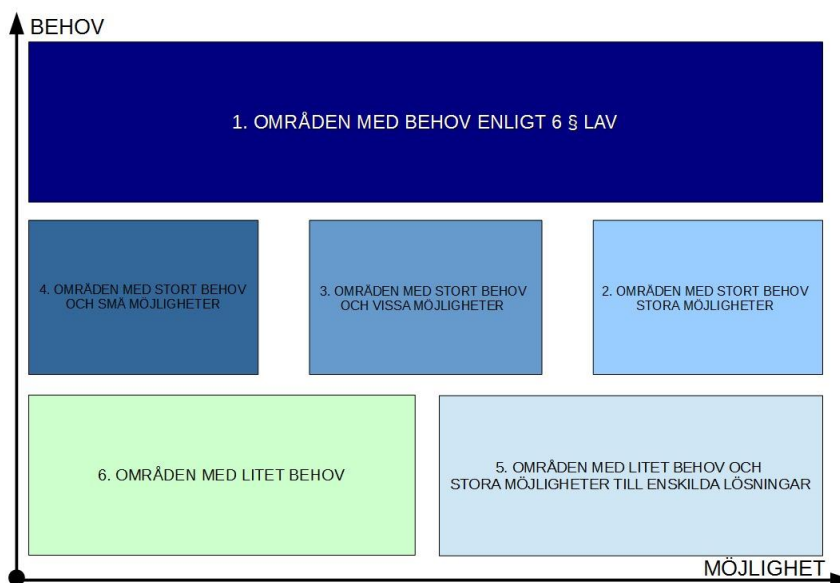 BEHOV
1. OMRÅDEN MED BEHOV ENLIGT 6 § LAV
4. OMRÅDEN MED STORT BEHOV
OCH SMÅ MÖJLIGHETER
3. OMRÅDEN MED STORT BEHOV
OCH VISSA MÖJLIGHETER
2. OMRÅDEN MED STORT BEHOV
STORA MÖJLIGHETER
6. OMRÅDEN MED LITET BEHOV
5. OMRÅDEN MED LITET BEHOV OCH
STORA MÖJLIGHETER TILL ENSKILDA LÖSNINGAR
MÖJLIGHET